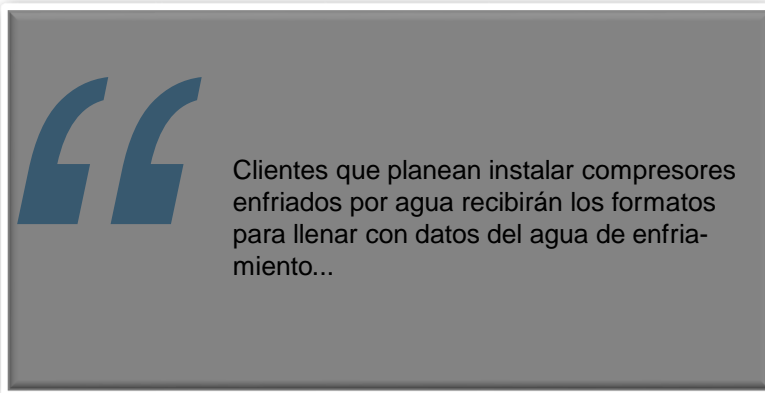 “
Clientes que planean instalar compresores
enfriados por agua recibirán los formatos
para llenar con datos del agua de enfria-
miento...